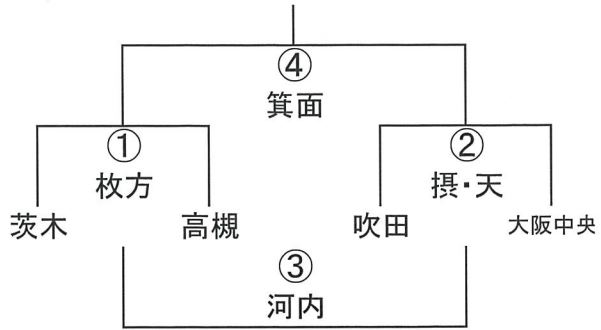 ④
箕面
①
②
枚方
摂・天
茨木
高槻
吹田
大阪中央
③
河内